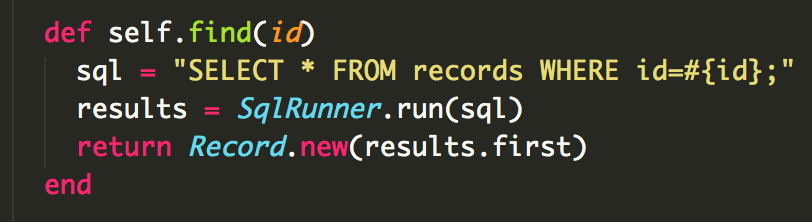 def self.find(id)
  sql = "SELECT * FROM records WHERE id=#{id};"
  results = SqlRunner.run(sql)
  return Record.new(results.first)
end